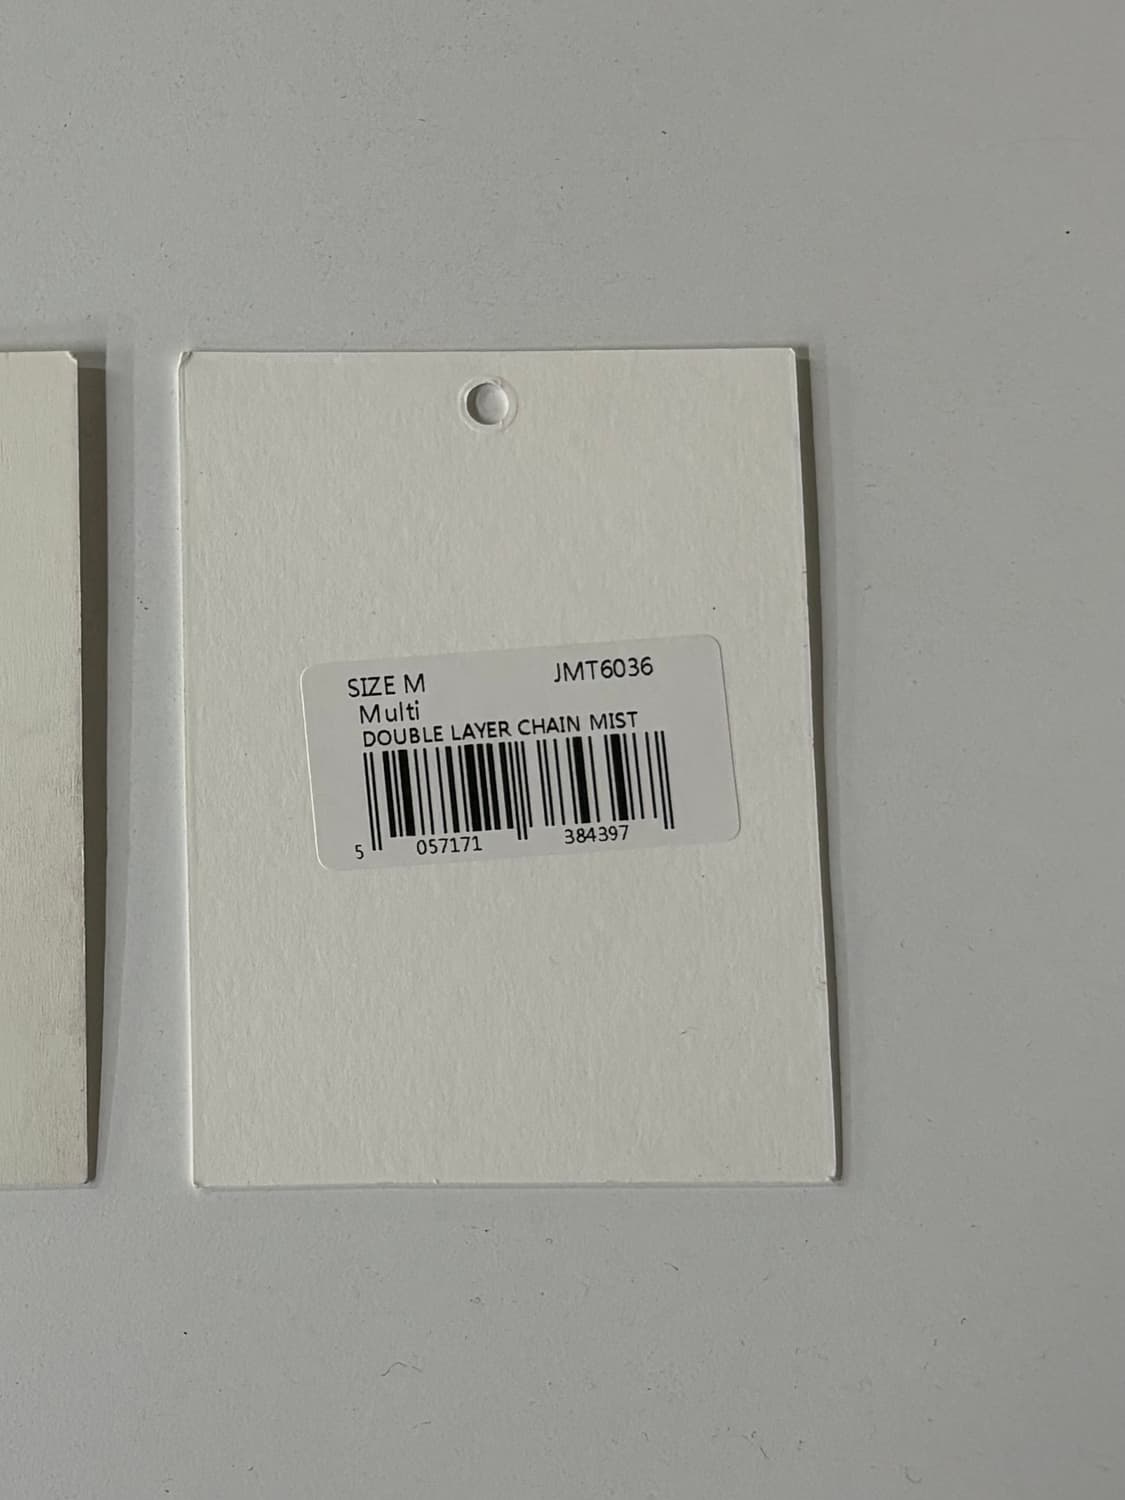 SIZE M JMT6036
Multi
DOUBLE LAYER CHAIN MIST
5 057171 384397